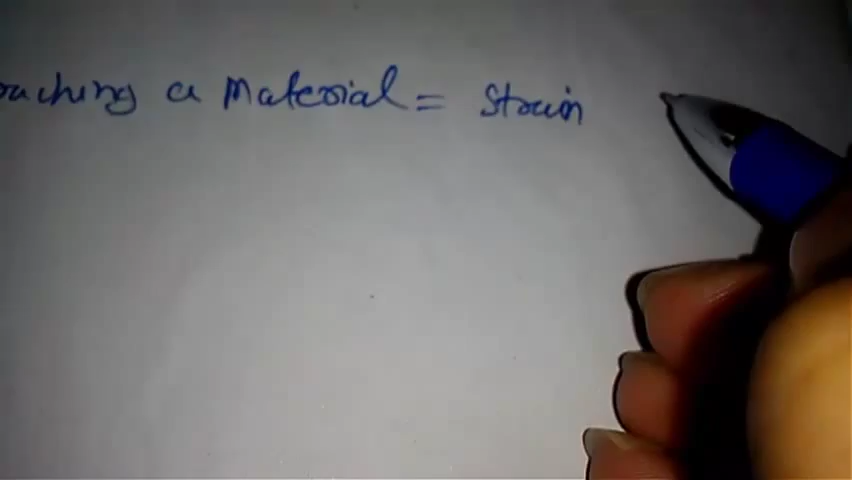 a Material = Strain